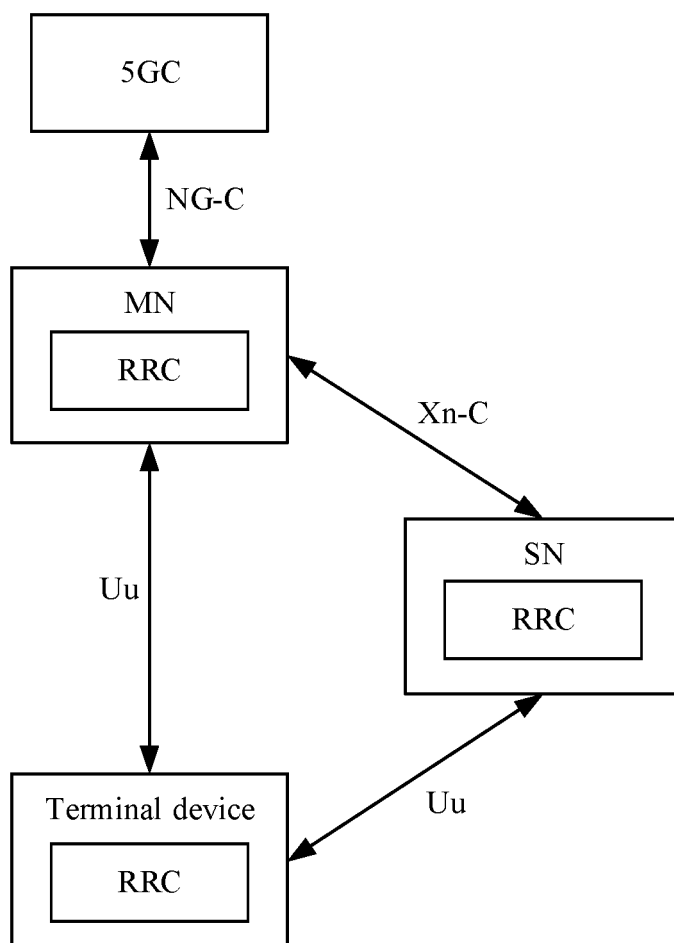 5GC
NG-C
MN
RRC
Xn-C
SN
RRC
Uu
Uu
Terminal device
RRC